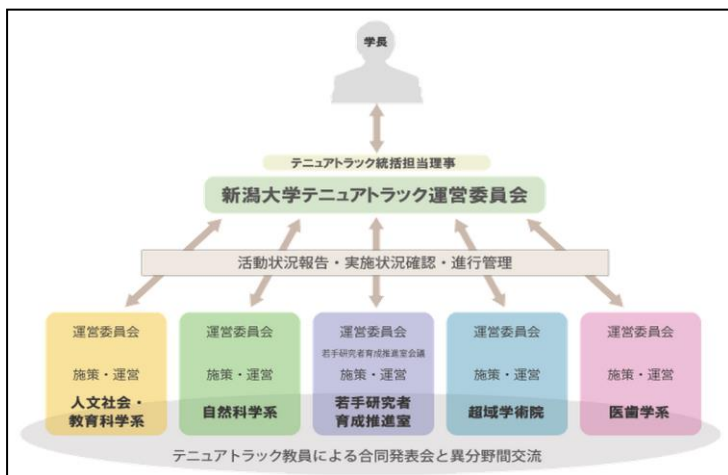 学長
テニュアトラック統括担当理事
新潟大学テニュアトラック運営委員会
活動状況報告・実施状況確認・進行管理
運営委員会
施策・運営
人文社会・
教育科学系
運営委員会
施策・運営
自然科学系
運営委員会
若手研究者育成推進室会議
施策・運営
若手研究者
育成推進室
運営委員会
施策・運営
超域学術院
運営委員会
施策・運営
医歯学系
テニュアトラック教員による合同発表会と異分野間交流